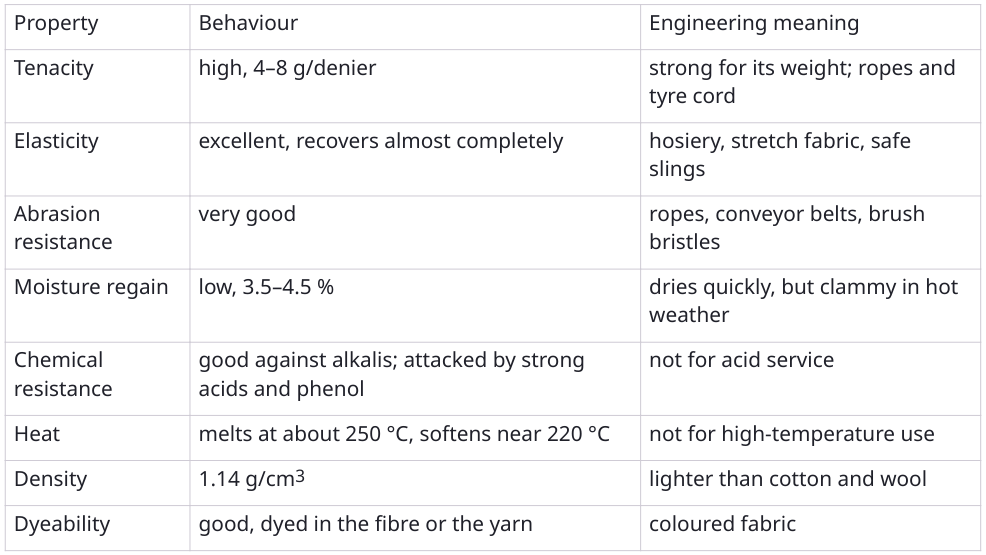 Property Behaviour Engineering meaning
Tenacity high, 4–8 g/denier strong for its weight; ropes and
tyre cord
Elasticity excellent, recovers almost completely hosiery, stretch fabric, safe
slings
Abrasion very good ropes, conveyor belts, brush
resistance bristles
Moisture regain low, 3.5–4.5 % dries quickly, but clammy in hot
weather
Chemical good against alkalis; attacked by strong not for acid service
resistance acids and phenol
Heat melts at about 250 °C, softens near 220 °C not for high-temperature use
Density 1.14 g/cm3 lighter than cotton and wool
Dyeability good, dyed in the fibre or the yarn coloured fabric